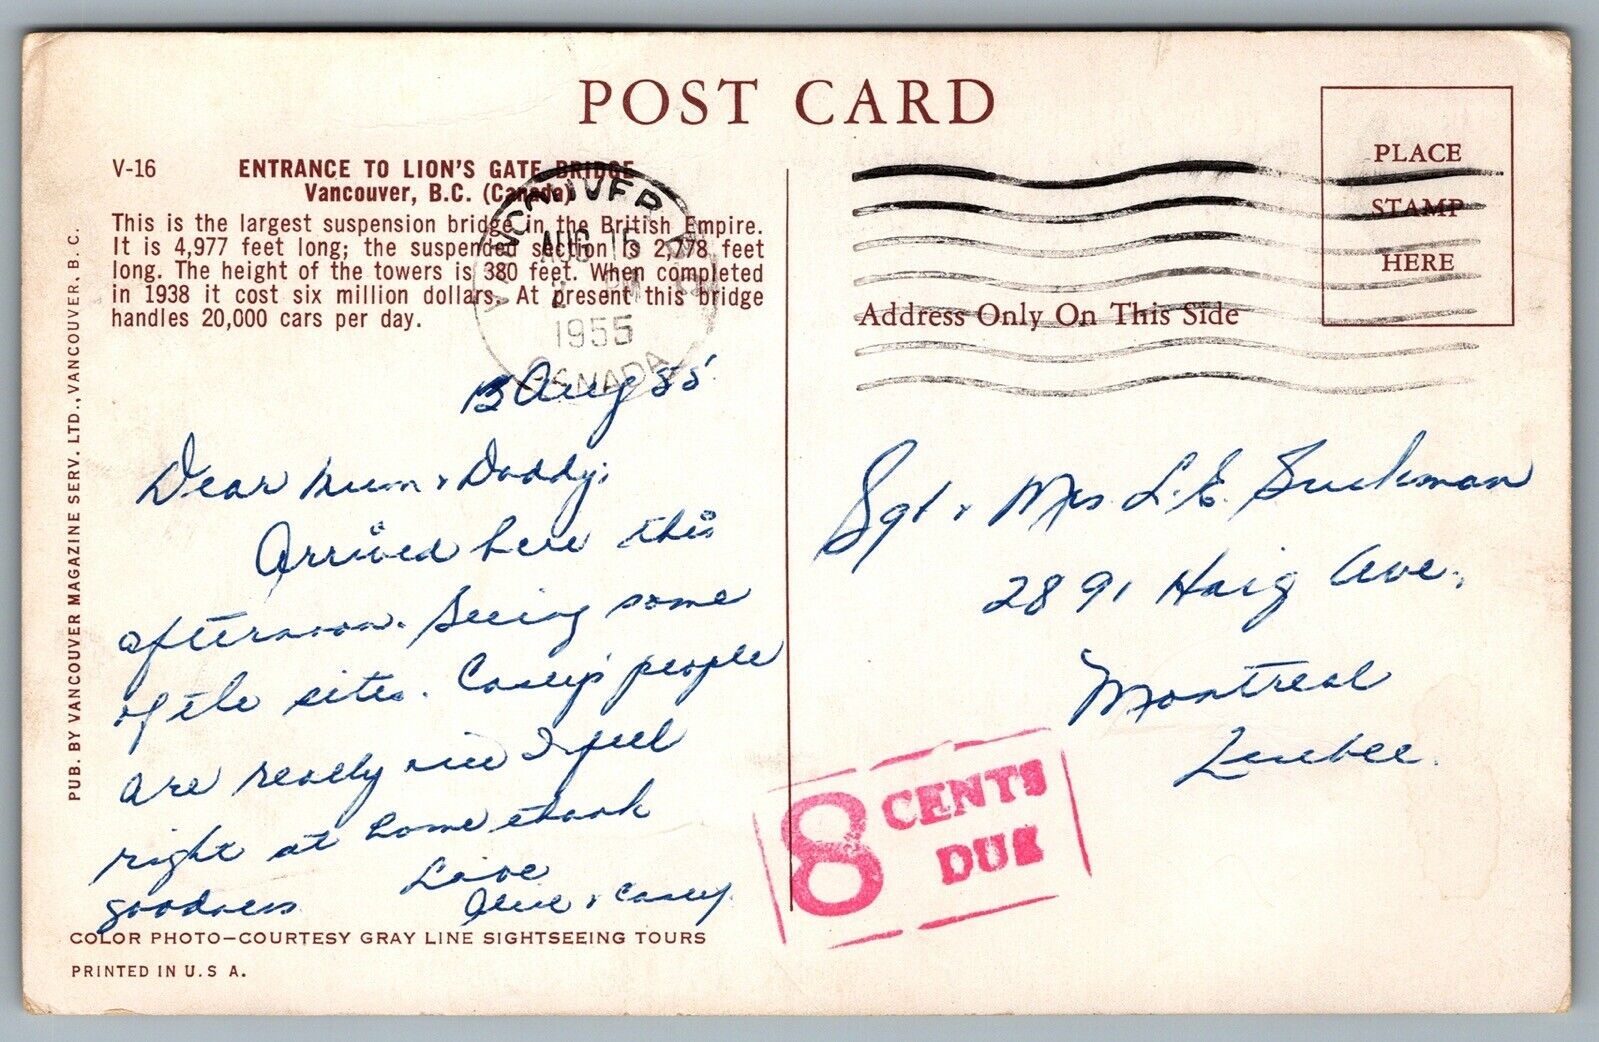 POST CARD
V-16 ENTRANCE TO LION'S GATE BRIDGE
Vancouver, B.C. (Canada)
This is the largest suspension bridge in the British Empire.
It is 4,977 feet long; the suspended section is 2,778 feet
long. The height of the towers is 380 feet. When completed
in 1938 it cost six million dollars. At present this bridge
handles 20,000 cars per day.
VANCOUVER
AUG 15
PM
1955
CANADA
PLACE
STAMP
HERE
Address Only On This Side
PUB. BY VANCOUVER MAGAZINE SERV. LTD., VANCOUVER, B. C.
Aug 55
Dear Mum & Daddy;
Arrived here this
afternoon. Seeing some
of the sites. Casey's people
are really nice I feel
right at home thank
goodness
Love
& Casey.
Sgt & Mrs L.E. Suckman
2891 Haig Ave.,
Montreal
Quebec.
8 CENTS
DUE
COLOR PHOTO—COURTESY GRAY LINE SIGHTSEEING TOURS
PRINTED IN U.S A.